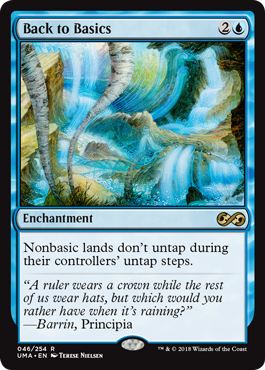 Back to Basics 2
Enchantment
Nonbasic lands don't untap during
their controllers' untap steps.
"A ruler wears a crown while the rest
of us wear hats, but which would you
rather have when it's raining?"
—Barrin, Principia
046/254 R
UMA • EN TERESE NIELSEN
™ & © 2018 Wizards of the Coast